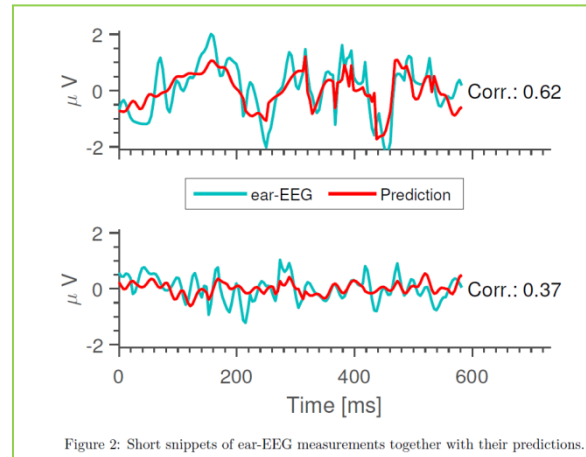 2
0
-2
μ V
Corr.: 0.62
ear-EEG Prediction
2
0
-2
μ V
Corr.: 0.37
0 200 400 600
Time [ms]
Figure 2: Short snippets of ear-EEG measurements together with their predictions.